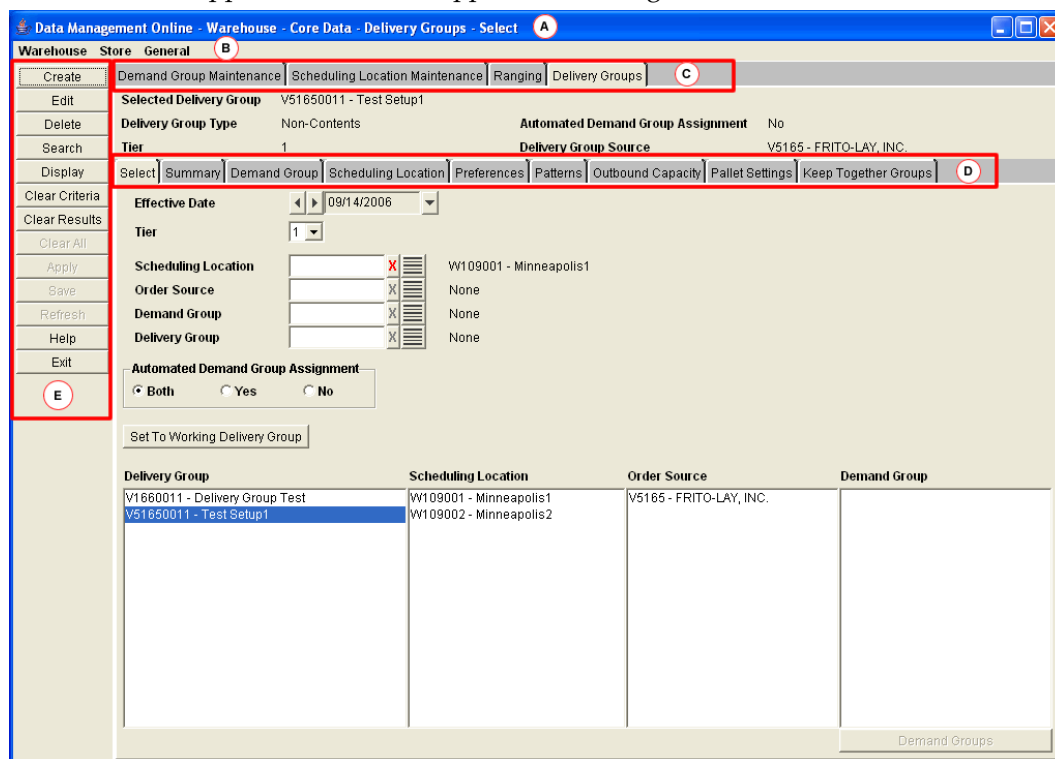 Data Management Online - Warehouse - Core Data - Delivery Groups - Select A
Warehouse Store General B
Create Demand Group Maintenance Scheduling Location Maintenance Ranging Delivery Groups C
Edit Selected Delivery Group V51650011 - Test Setup1
Delete Delivery Group Type Non-Contents Automated Demand Group Assignment No
Search Tier 1 Delivery Group Source V5165 - FRITO-LAY, INC.
Display Select Summary Demand Group Scheduling Location Preferences Patterns Outbound Capacity Pallet Settings Keep Together Groups D
Clear Criteria Effective Date 09/14/2006
Clear Results
Clear All Tier 1
Apply Scheduling Location X W109001 - Minneapolis1
Save Order Source X None
Refresh Demand Group X None
Help Delivery Group X None
Exit Automated Demand Group Assignment
E Both Yes No
Set To Working Delivery Group
Delivery Group Scheduling Location Order Source Demand Group
V1660011 - Delivery Group Test W109001 - Minneapolis1 V5165 - FRITO-LAY, INC.
V51650011 - Test Setup1 W109002 - Minneapolis2
Demand Groups